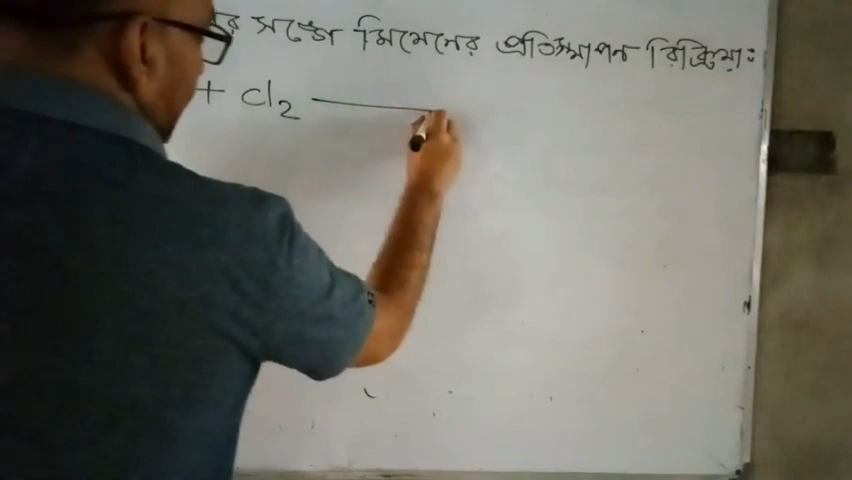 র সঙ্গে মিথেনের প্রতিস্থাপন বিক্রিয়াঃ
+ Cl2